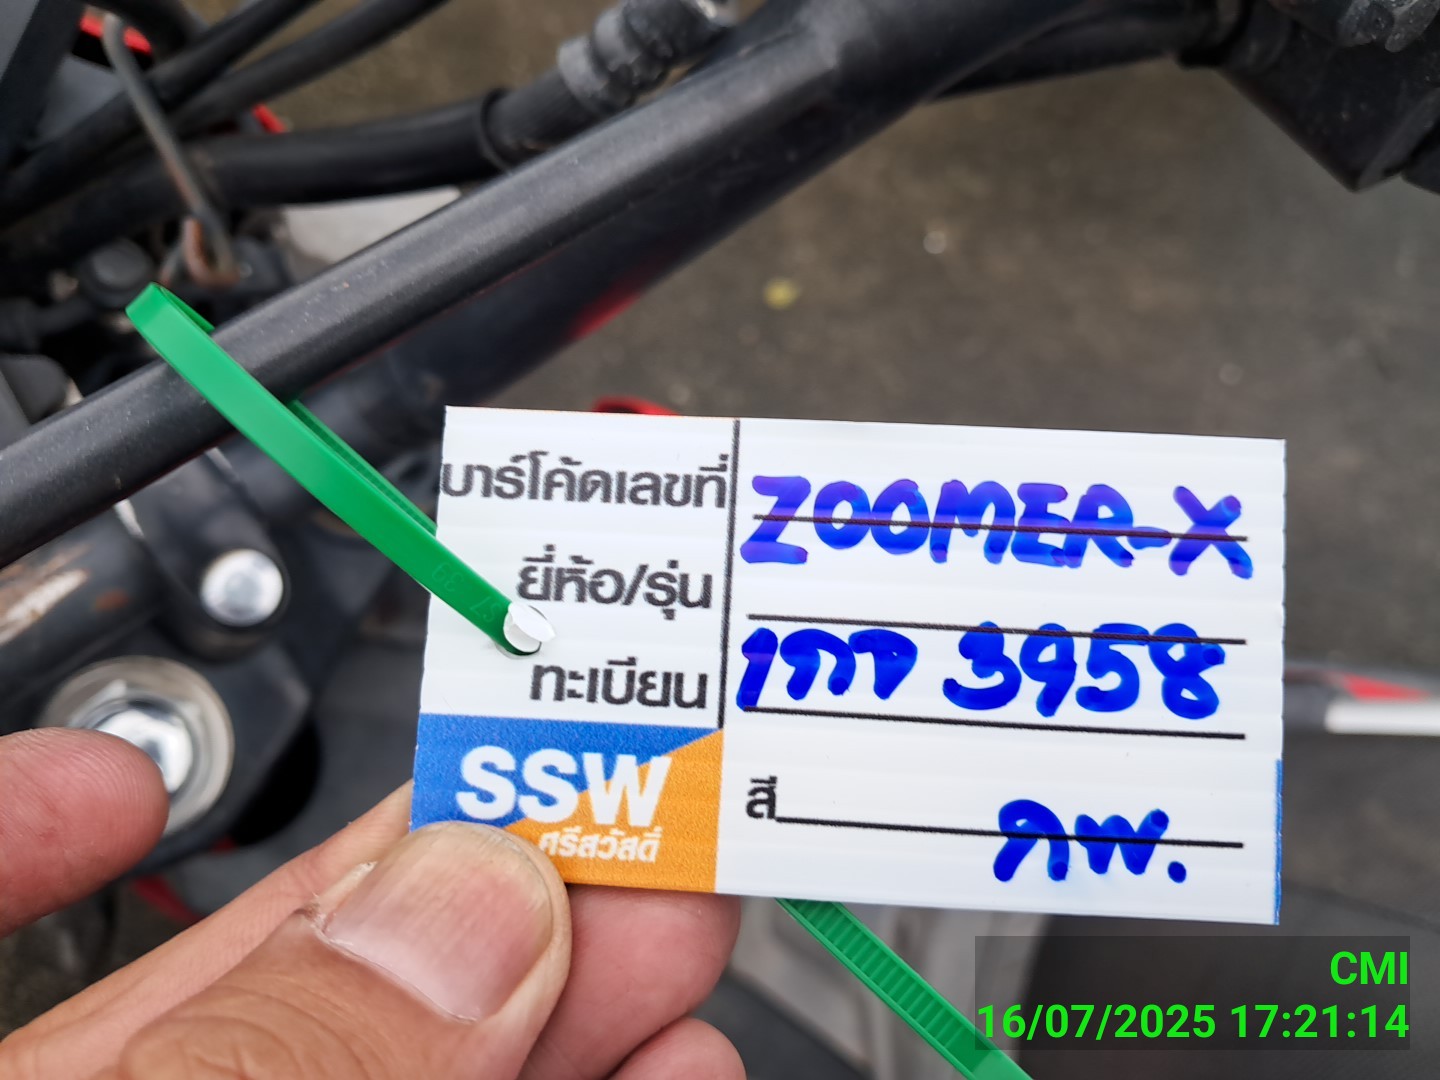 บาร์โค้ดเลขที่ ZOOMER-X
ยี่ห้อ/รุ่น
ทะเบียน 1กว 3958
SSW
ศรีสวัสดิ์
สี พ.
CMI
16/07/2025 17:21:14